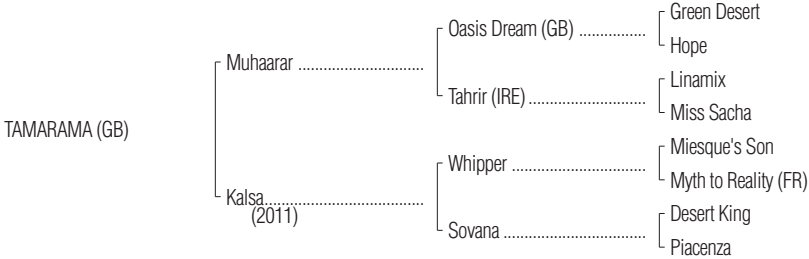 Green Desert
Oasis Dream (GB) ................
Hope
Muhaarar ..............................
Linamix
Tahrir (IRE) ............................
Miss Sacha
TAMARAMA (GB)
Miesque's Son
Whipper ................................
Myth to Reality (FR)
Kalsa......................................
(2011)
Desert King
Sovana ..................................
Piacenza